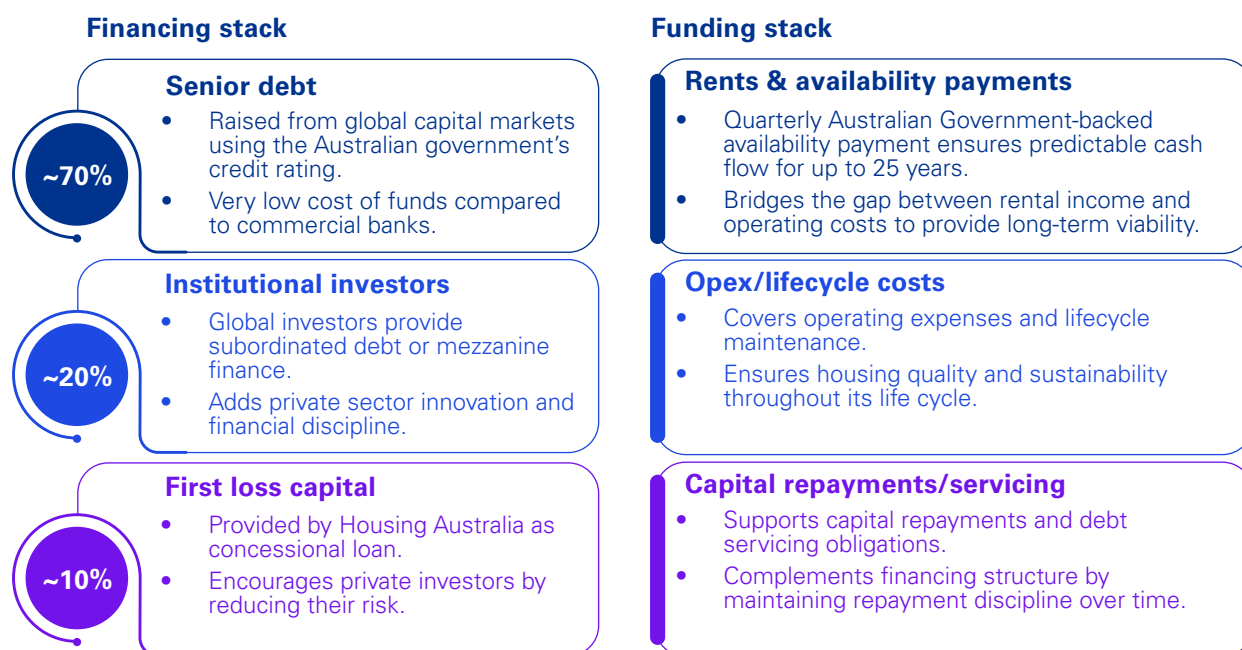 Financing stack
~70%
Senior debt
• Raised from global capital markets
using the Australian government’s
credit rating.
• Very low cost of funds compared
to commercial banks.
~20%
Institutional investors
• Global investors provide
subordinated debt or mezzanine
finance.
• Adds private sector innovation and
financial discipline.
~10%
First loss capital
• Provided by Housing Australia as
concessional loan.
• Encourages private investors by
reducing their risk.
Funding stack
Rents & availability payments
• Quarterly Australian Government-backed
availability payment ensures predictable cash
flow for up to 25 years.
• Bridges the gap between rental income and
operating costs to provide long-term viability.
Opex/lifecycle costs
• Covers operating expenses and lifecycle
maintenance.
• Ensures housing quality and sustainability
throughout its life cycle.
Capital repayments/servicing
• Supports capital repayments and debt
servicing obligations.
• Complements financing structure by
maintaining repayment discipline over time.